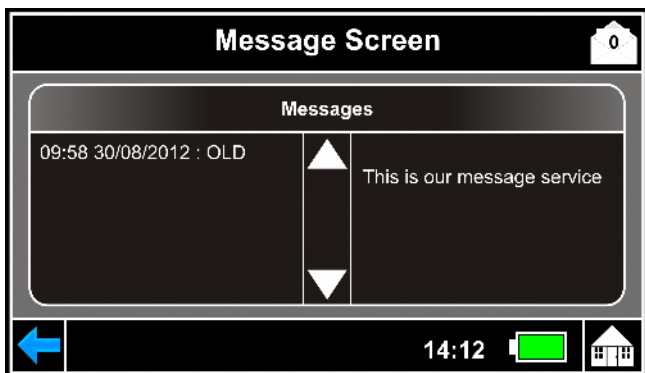 Message Screen
0
Messages
09:58 30/08/2012 : OLD
This is our message service
14:12